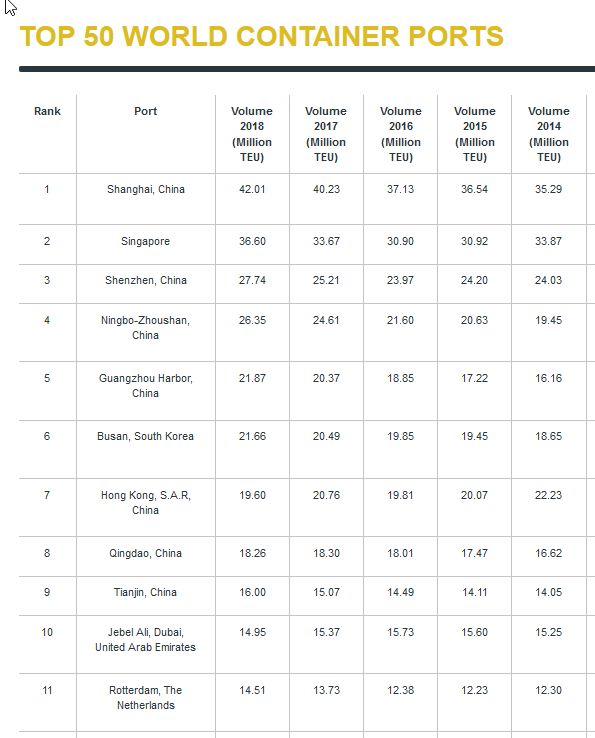 TOP 50 WORLD CONTAINER PORTS
Rank Port Volume 2018 (Million TEU) Volume 2017 (Million TEU) Volume 2016 (Million TEU) Volume 2015 (Million TEU) Volume 2014 (Million TEU)
1 Shanghai, China 42.01 40.23 37.13 36.54 35.29
2 Singapore 36.60 33.67 30.90 30.92 33.87
3 Shenzhen, China 27.74 25.21 23.97 24.20 24.03
4 Ningbo-Zhoushan, China 26.35 24.61 21.60 20.63 19.45
5 Guangzhou Harbor, China 21.87 20.37 18.85 17.22 16.16
6 Busan, South Korea 21.66 20.49 19.85 19.45 18.65
7 Hong Kong, S.A.R, China 19.60 20.76 19.81 20.07 22.23
8 Qingdao, China 18.26 18.30 18.01 17.47 16.62
9 Tianjin, China 16.00 15.07 14.49 14.11 14.05
10 Jebel Ali, Dubai, United Arab Emirates 14.95 15.37 15.73 15.60 15.25
11 Rotterdam, The Netherlands 14.51 13.73 12.38 12.23 12.30